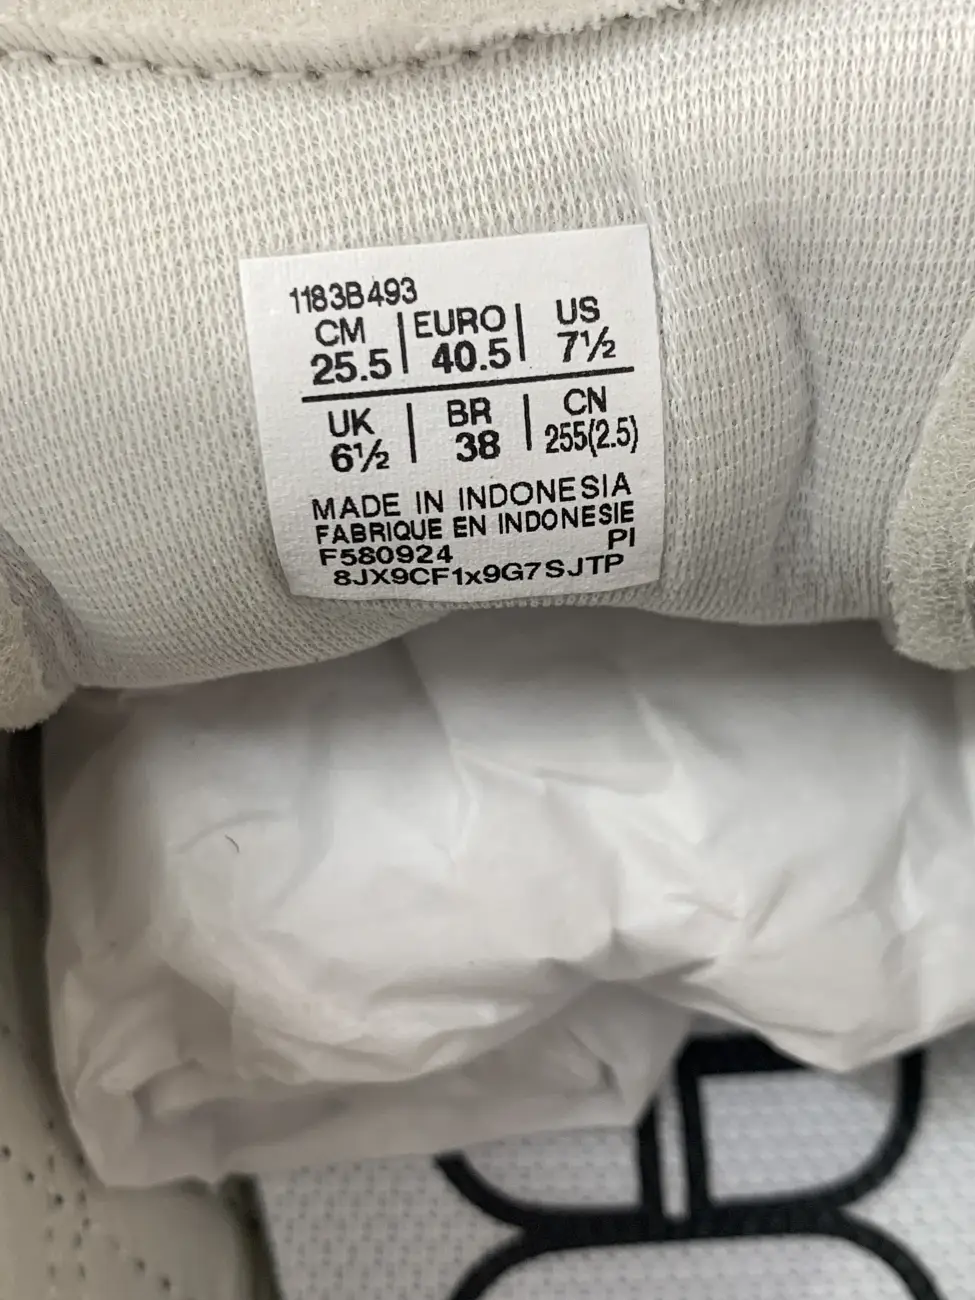 1183B493
CM | EURO | US
25.5 | 40.5 | 7½
UK | BR | CN
6½ | 38 | 255(2.5)
MADE IN INDONESIA
FABRIQUE EN INDONESIE
F580924 PI
8JX9CF1x9G7SJTP